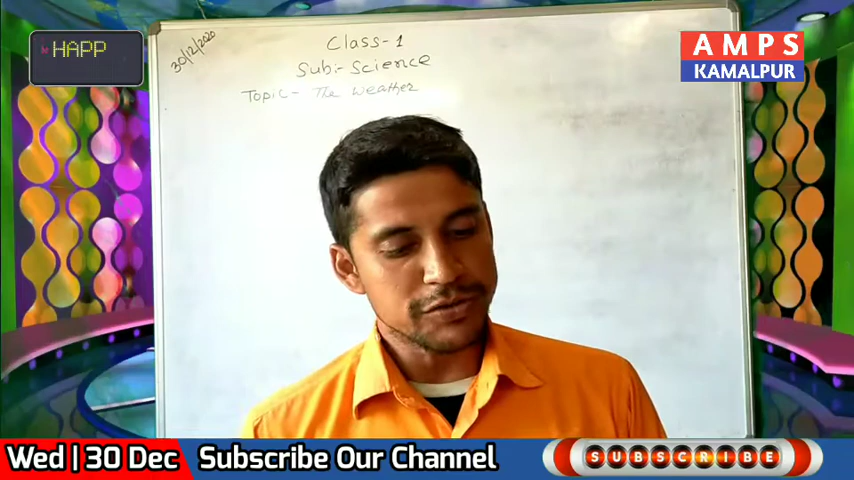 HAPP
30/12/2020
Class-1
Sub:- Science
Topic- The weather
AMPS
KAMALPUR
Wed | 30 Dec
Subscribe Our Channel
SUBSCRIBE